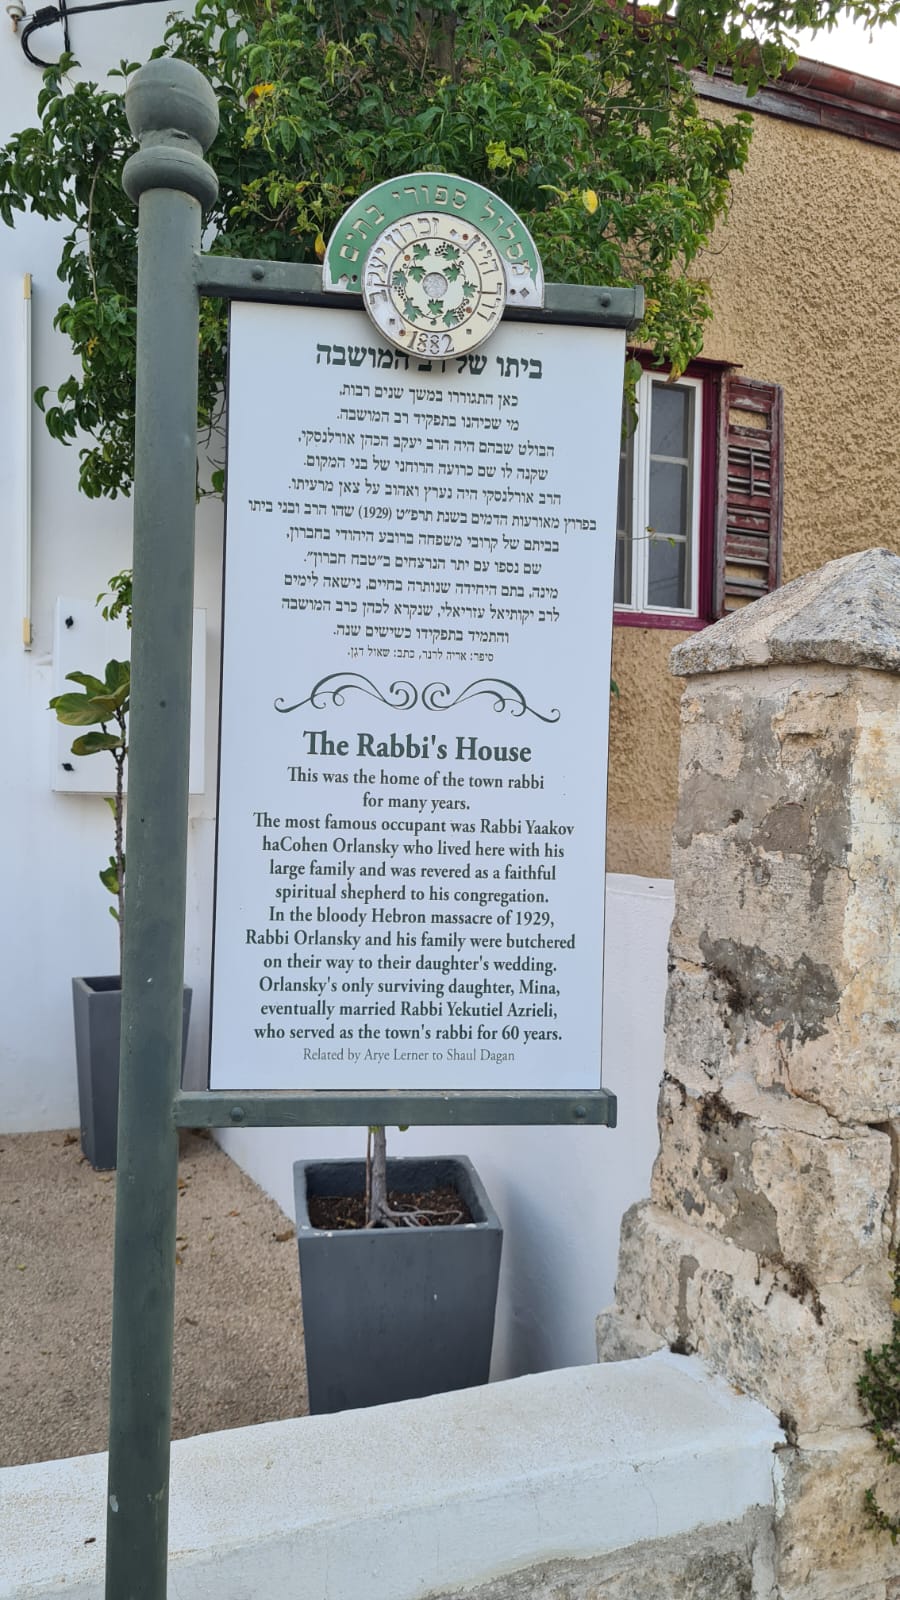 מסלול סיפורי בתים
דרך היין - זכרון יעקב
1882
ביתו של רב המושבה
כאן התגוררו במשך שנים רבות,
מי שכיהנו בתפקיד רב המושבה.
הבולט שבהם היה הרב יעקב הכהן אורלנסקי,
שקנה לו שם כרועה הרוחני של בני המקום.
הרב אורלנסקי היה נערץ ואהוב על צאן מרעיתו.
בפרוץ מאורעות הדמים בשנת תרפ״ט (1929) שהו הרב ובני ביתו
בביתם של קרובי משפחה ברובע היהודי בחברון,
שם נספו עם יתר הנרצחים ב״טבח חברון״.
מינה, בתם היחידה שנותרה בחיים, נישאה לימים
לרב יקותיאל עזריאלי, שנקרא לכהן כרב המושבה
והתמיד בתפקידו כשישים שנה.
סיפר: אריה לרנר, כתב: שאול דגן.
The Rabbi's House
This was the home of the town rabbi
for many years.
The most famous occupant was Rabbi Yaakov
haCohen Orlansky who lived here with his
large family and was revered as a faithful
spiritual shepherd to his congregation.
In the bloody Hebron massacre of 1929,
Rabbi Orlansky and his family were butchered
on their way to their daughter's wedding.
Orlansky's only surviving daughter, Mina,
eventually married Rabbi Yekutiel Azrieli,
who served as the town's rabbi for 60 years.
Related by Arye Lerner to Shaul Dagan